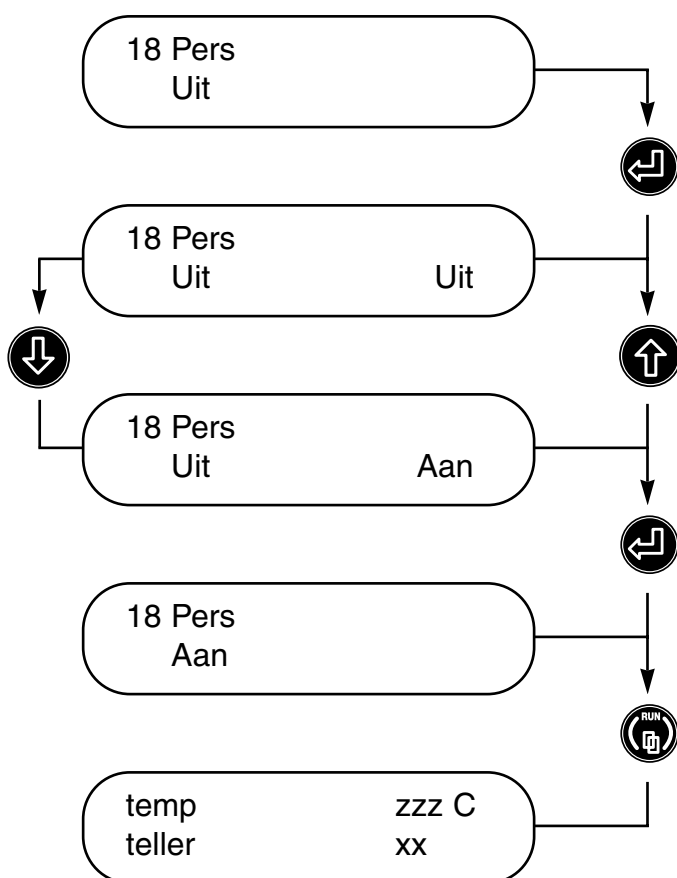 18 Pers
Uit
18 Pers
Uit Uit
18 Pers
Uit Aan
18 Pers
Aan
RUN
temp zzz C
teller xx